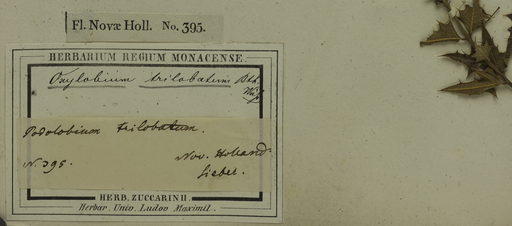 Fl. Novæ Holl. No. 395.
HERBARIUM REGIUM MONACENSE.
Oxylobium trilobatum Bth.
Podolobium trilobatum.
N. 395.
Nov. Holland
Sieber.
HERB. ZUCCARINII.
Herbar. Univ. Ludov. Maximil.